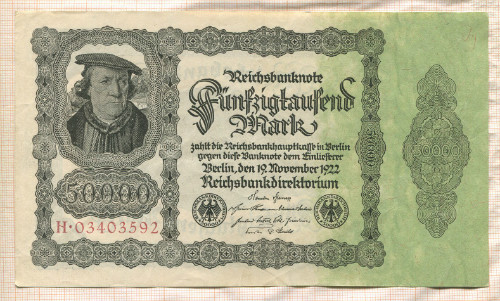 Reichsbanknote
Fünfzigtausend
Mark
zahlt die Reichsbankhauptkasse in Berlin
gegen diese Banknote dem Einlieferer
Berlin, den 19. November 1922
Reichsbankdirektorium
50000
H·03403592
50000